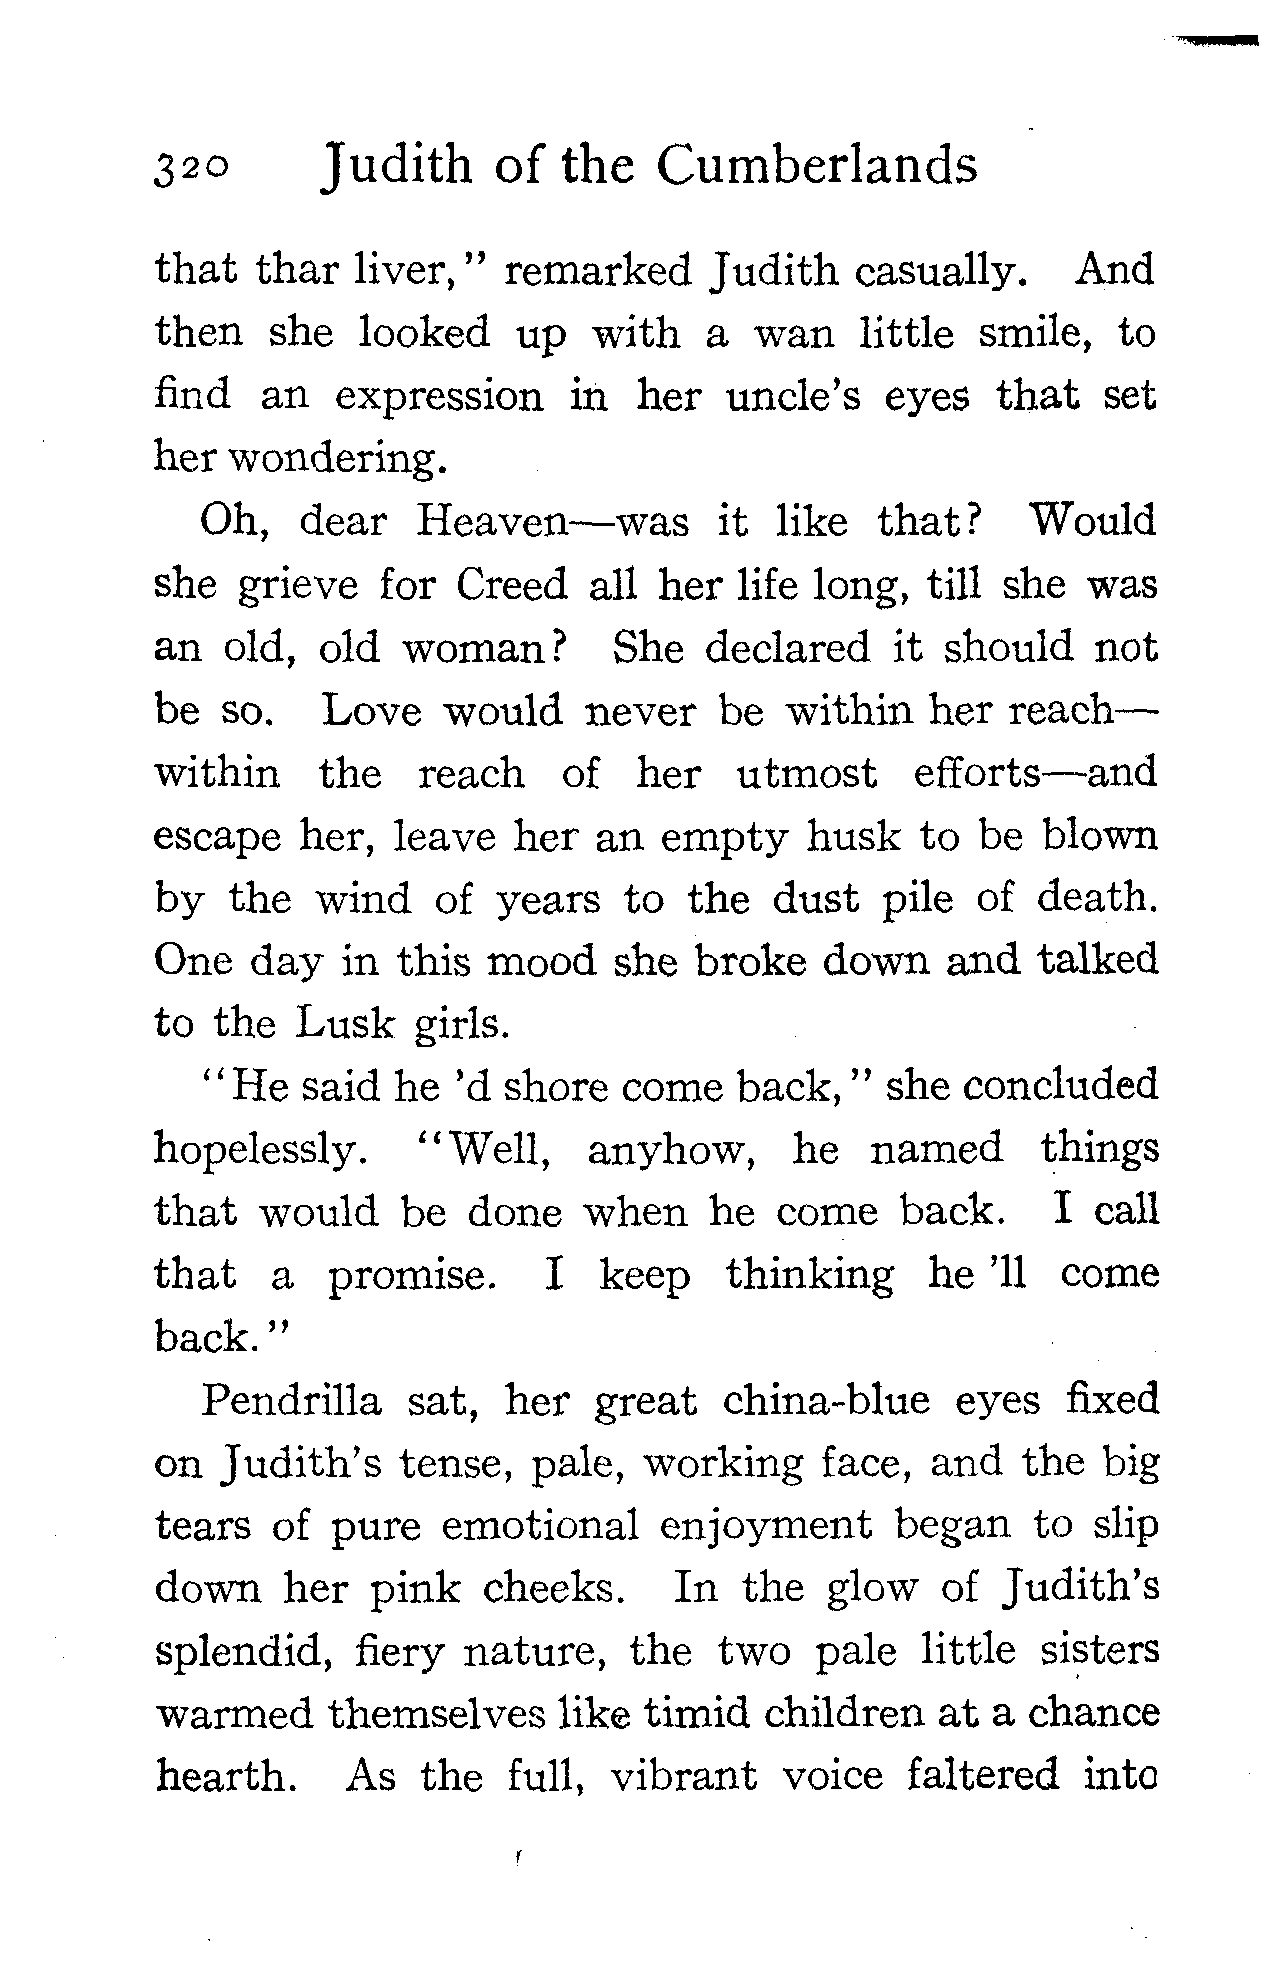 320 Judith of the Cumberlands
that thar liver," remarked Judith casually. And
then she looked up with a wan little smile, to
find an expression in her uncle's eyes that set
her wondering.
Oh, dear Heaven—was it like that? Would
she grieve for Creed all her life long, till she was
an old, old woman? She declared it should not
be so. Love would never be within her reach—
within the reach of her utmost efforts—and
escape her, leave her an empty husk to be blown
by the wind of years to the dust pile of death.
One day in this mood she broke down and talked
to the Lusk girls.
"He said he 'd shore come back," she concluded
hopelessly. "Well, anyhow, he named things
that would be done when he come back. I call
that a promise. I keep thinking he 'll come
back."
Pendrilla sat, her great china-blue eyes fixed
on Judith's tense, pale, working face, and the big
tears of pure emotional enjoyment began to slip
down her pink cheeks. In the glow of Judith's
splendid, fiery nature, the two pale little sisters
warmed themselves like timid children at a chance
hearth. As the full, vibrant voice faltered into